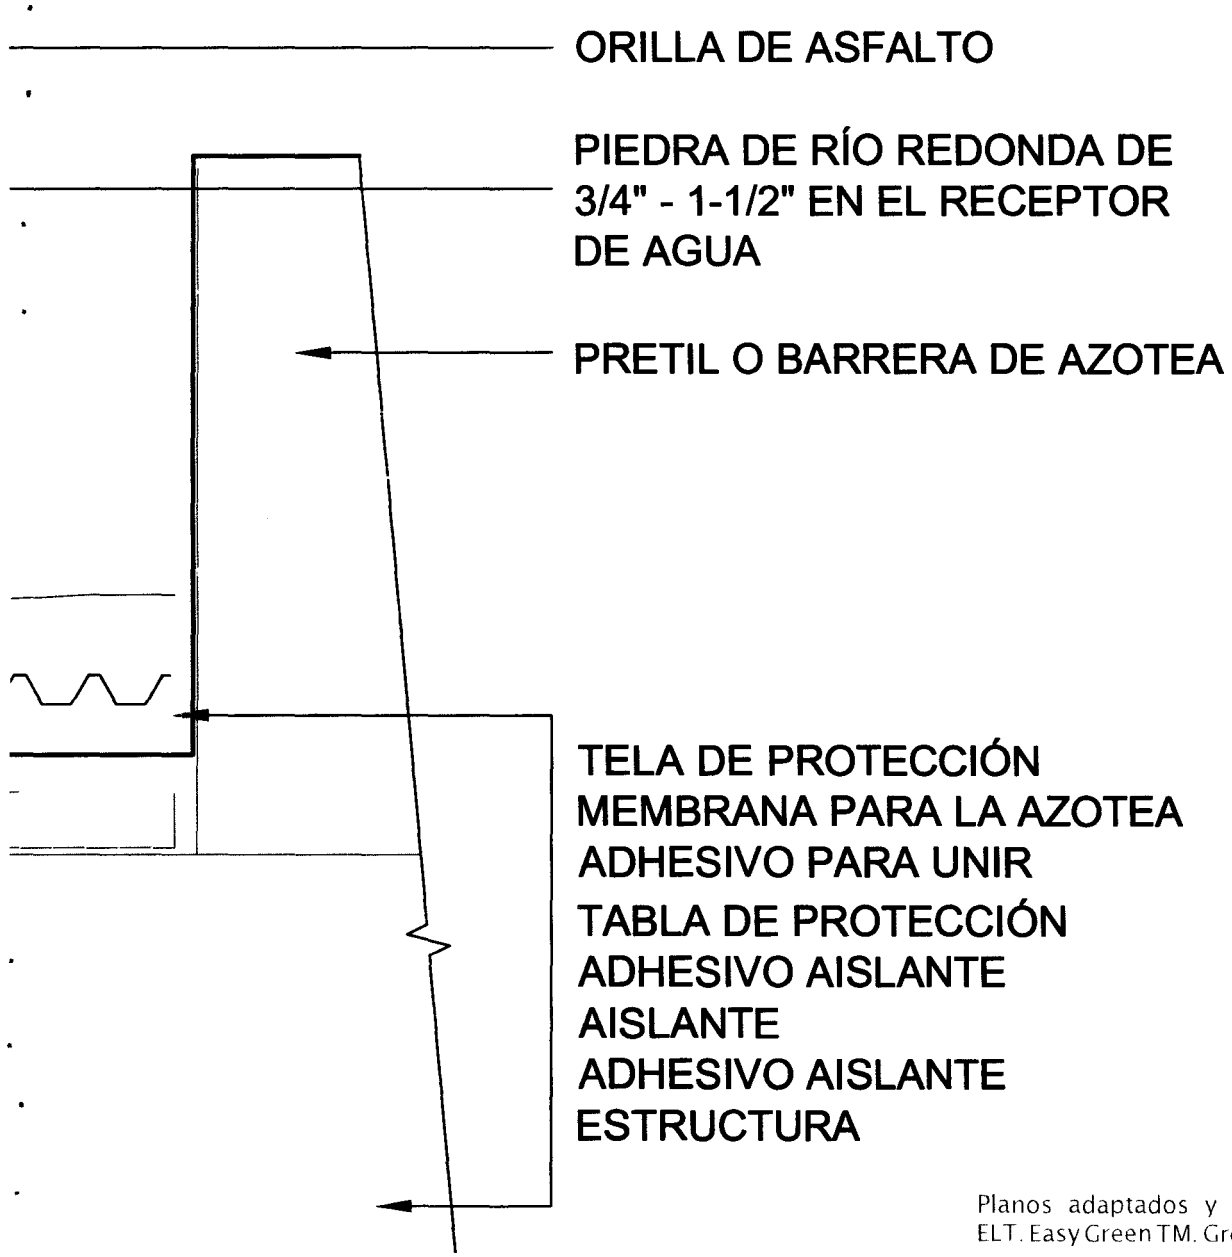 ORILLA DE ASFALTO
PIEDRA DE RÍO REDONDA DE
3/4" - 1-1/2" EN EL RECEPTOR
DE AGUA
PRETIL O BARRERA DE AZOTEA
TELA DE PROTECCIÓN
MEMBRANA PARA LA AZOTEA
ADHESIVO PARA UNIR
TABLA DE PROTECCIÓN
ADHESIVO AISLANTE
AISLANTE
ADHESIVO AISLANTE
ESTRUCTURA
Planos adaptados y
ELT. Easy Green TM.